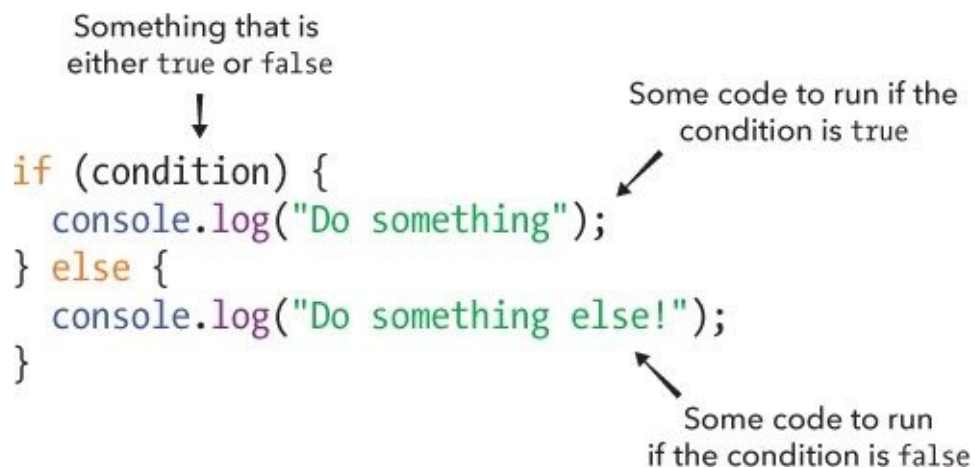 Something that is
either true or false
Some code to run if the
condition is true
if (condition) {
  console.log("Do something");
} else {
  console.log("Do something else!");
}
Some code to run
if the condition is false